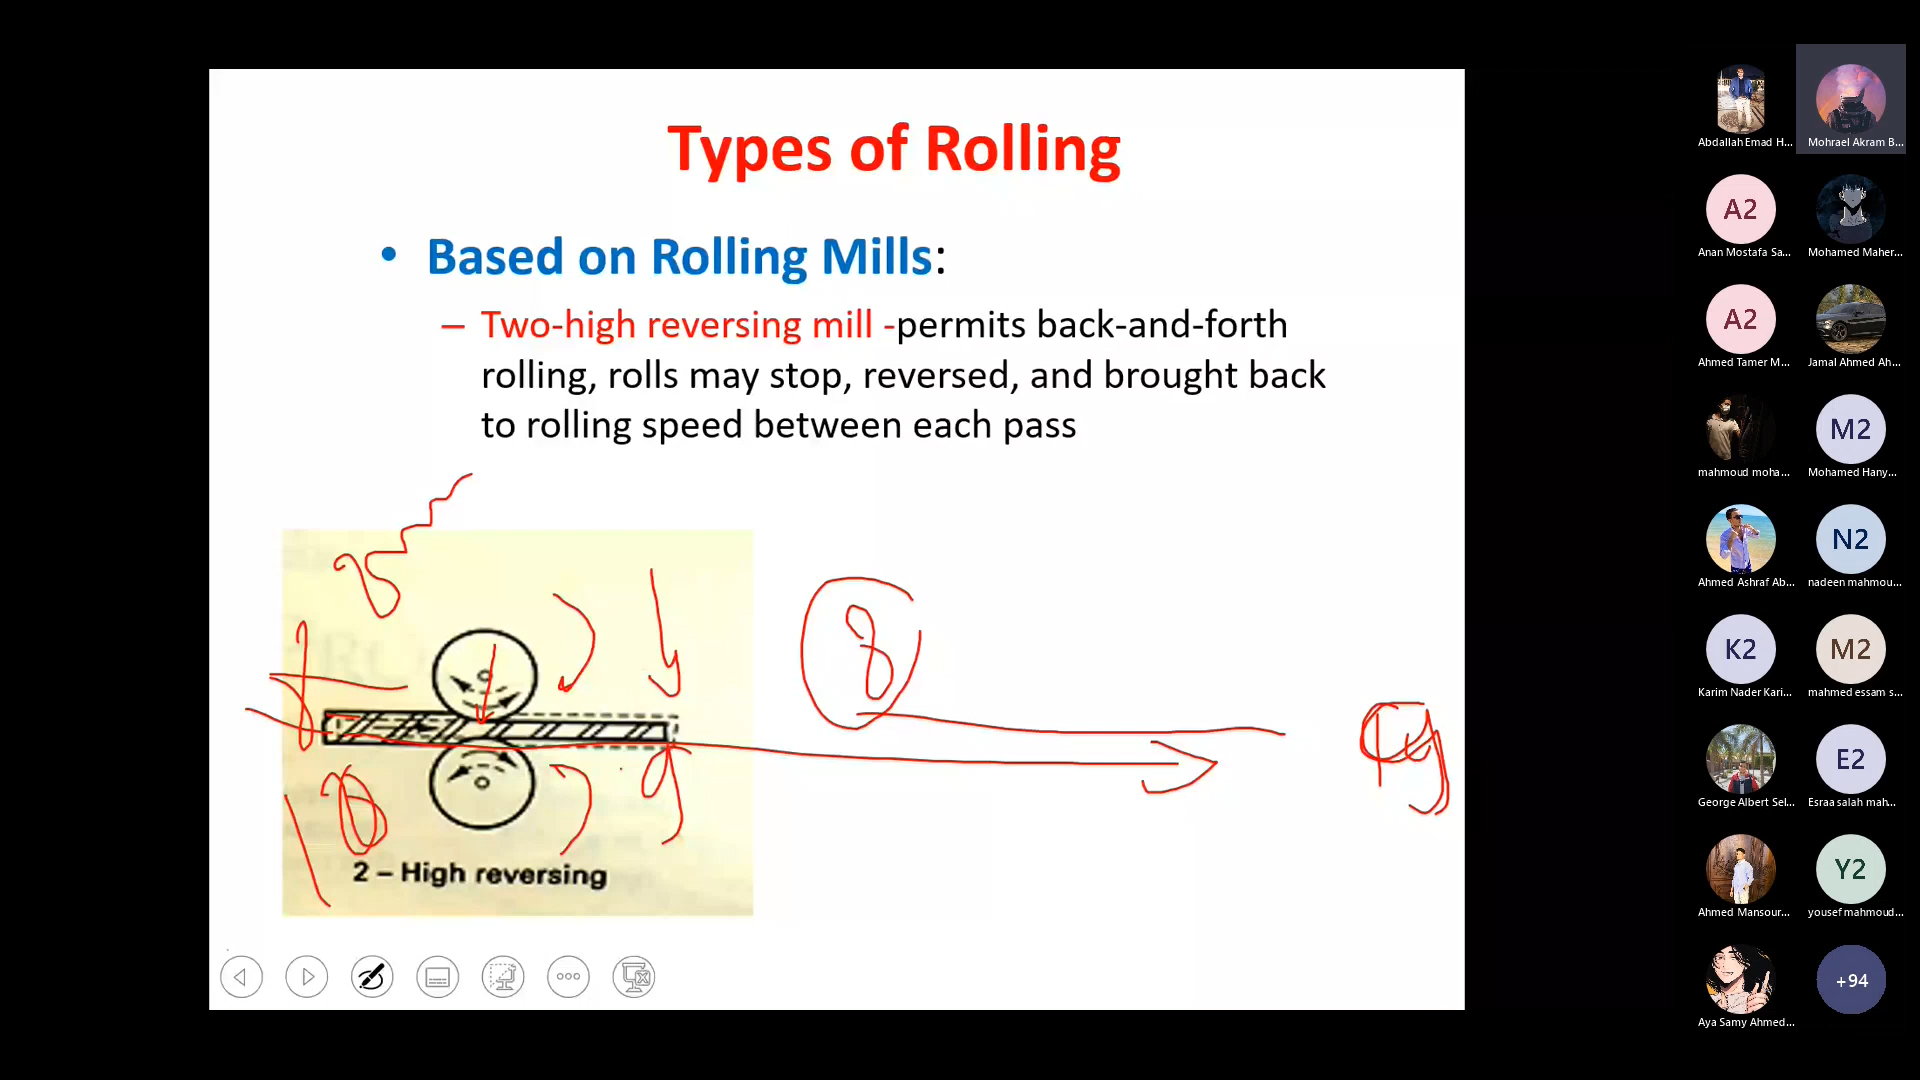 Types of Rolling
• Based on Rolling Mills:
– Two-high reversing mill -permits back-and-forth
rolling, rolls may stop, reversed, and brought back
to rolling speed between each pass
8
9
10
2 – High reversing
Abdallah Emad H...
Mohrael Akram B...
A2
Anan Mostafa Sa...
Mohamed Maher...
A2
Ahmed Tamer M...
Jamal Ahmed Ah...
mahmoud moha...
M2
Mohamed Hany...
Ahmed Ashraf Ab...
N2
nadeen mahmou...
K2
Karim Nader Kari...
M2
mahmed essam s...
George Albert Sel...
E2
Esraa salah mah...
Ahmed Mansour...
Y2
yousef mahmoud...
Aya Samy Ahmed...
+94